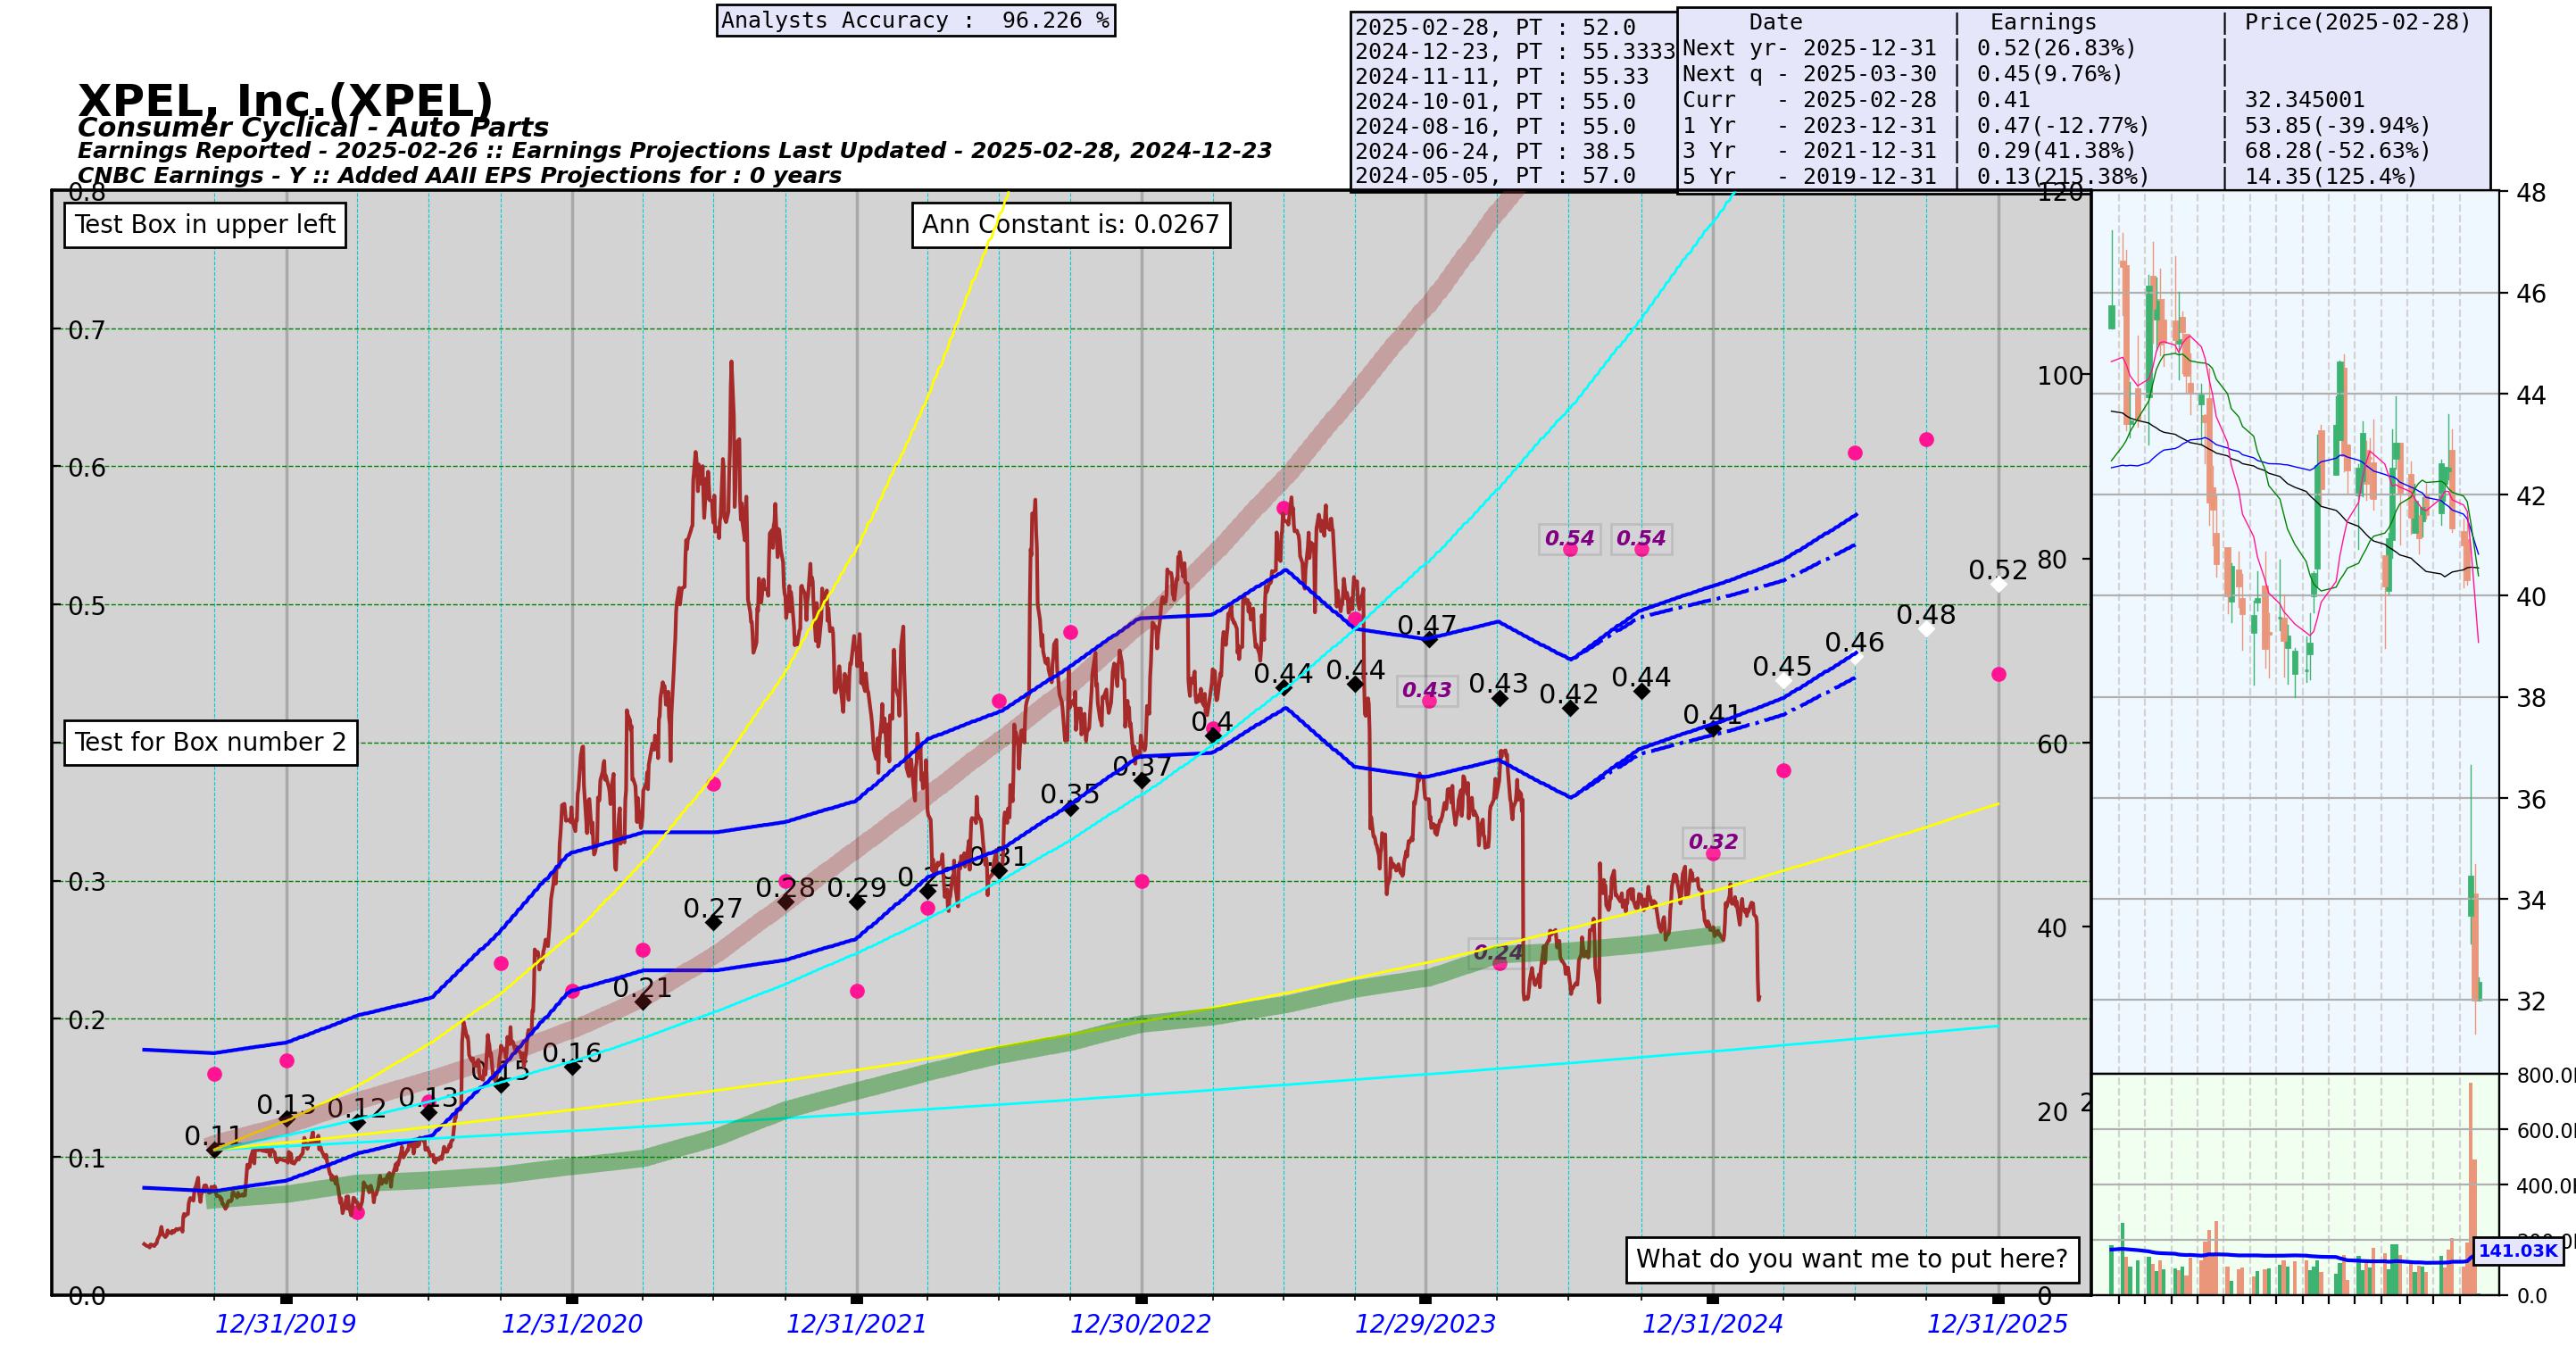 Analysts Accuracy :  96.226 %
2025-02-28, PT : 52.0
2024-12-23, PT : 55.3333
2024-11-11, PT : 55.33
2024-10-01, PT : 55.0
2024-08-16, PT : 55.0
2024-06-24, PT : 38.5
2024-05-05, PT : 57.0
Date | Earnings | Price(2025-02-28)
Next yr- 2025-12-31 | 0.52(26.83%) |
Next q - 2025-03-30 | 0.45(9.76%) |
Curr - 2025-02-28 | 0.41 | 32.345001
1 Yr - 2023-12-31 | 0.47(-12.77%) | 53.85(-39.94%)
3 Yr - 2021-12-31 | 0.29(41.38%) | 68.28(-52.63%)
5 Yr - 2019-12-31 | 0.13(215.38%) | 14.35(125.4%)
XPEL, Inc.(XPEL)
Consumer Cyclical - Auto Parts
Earnings Reported - 2025-02-26 :: Earnings Projections Last Updated - 2025-02-28, 2024-12-23
CNBC Earnings - Y :: Added AAII EPS Projections for : 0 years
Test Box in upper left
Ann Constant is: 0.0267
Test for Box number 2
What do you want me to put here?
0.8
0.7
0.6
0.5
0.3
0.2
0.1
0.0
0.11
0.13
0.12
0.13
0.15
0.16
0.21
0.27
0.28
0.29
0.31
0.35
0.37
0.4
0.44
0.44
0.47
0.43
0.43
0.24
0.42
0.54
0.44
0.54
0.41
0.32
0.45
0.46
0.48
0.52
120
100
80
60
40
20
0
48
46
44
42
40
38
36
34
32
800.0
600.0
400.0
141.03K
0.0
12/31/2019
12/31/2020
12/31/2021
12/30/2022
12/29/2023
12/31/2024
12/31/2025